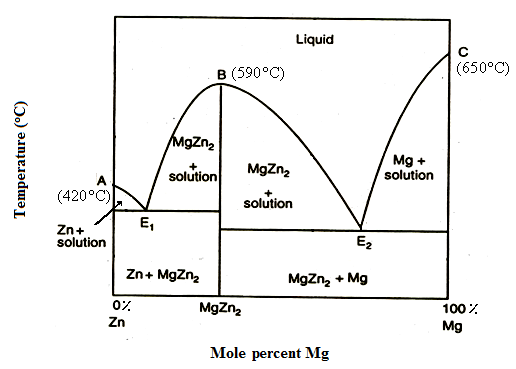 Liquid
C
(650°C)
B (590°C)
MgZn₂
+
solution
MgZn₂
+
solution
Mg +
solution
A
(420°C)
Zn +
solution
E₁
E₂
Zn + MgZn₂
MgZn₂ + Mg
0%
Zn
MgZn₂
100%
Mg
Temperature (°C)
Mole percent Mg